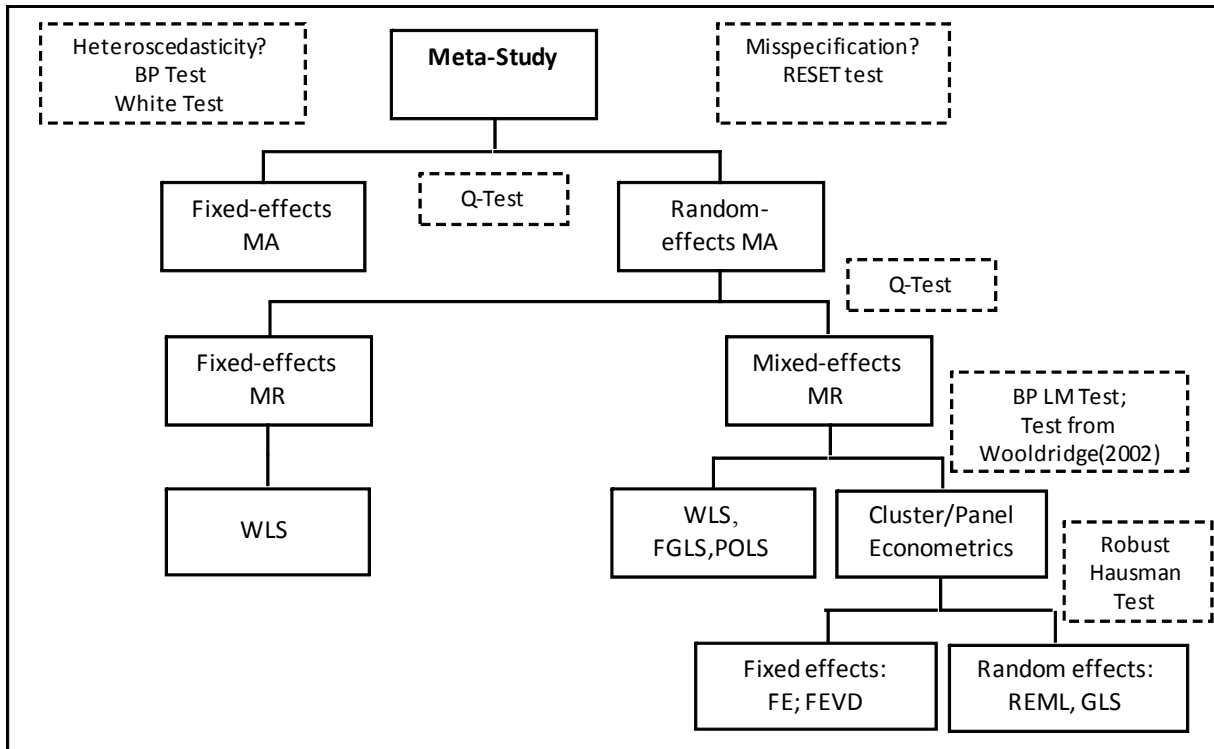 Heteroscedasticity?
BP Test
White Test
Meta-Study
Misspecification?
RESET test
Fixed-effects
MA
Q-Test
Random-
effects MA
Q-Test
Fixed-effects
MR
Mixed-effects
MR
BP LM Test;
Test from
Wooldridge(2002)
WLS
WLS,
FGLS,POLS
Cluster/Panel
Econometrics
Robust
Hausman
Test
Fixed effects:
FE; FEVD
Random effects:
REML, GLS